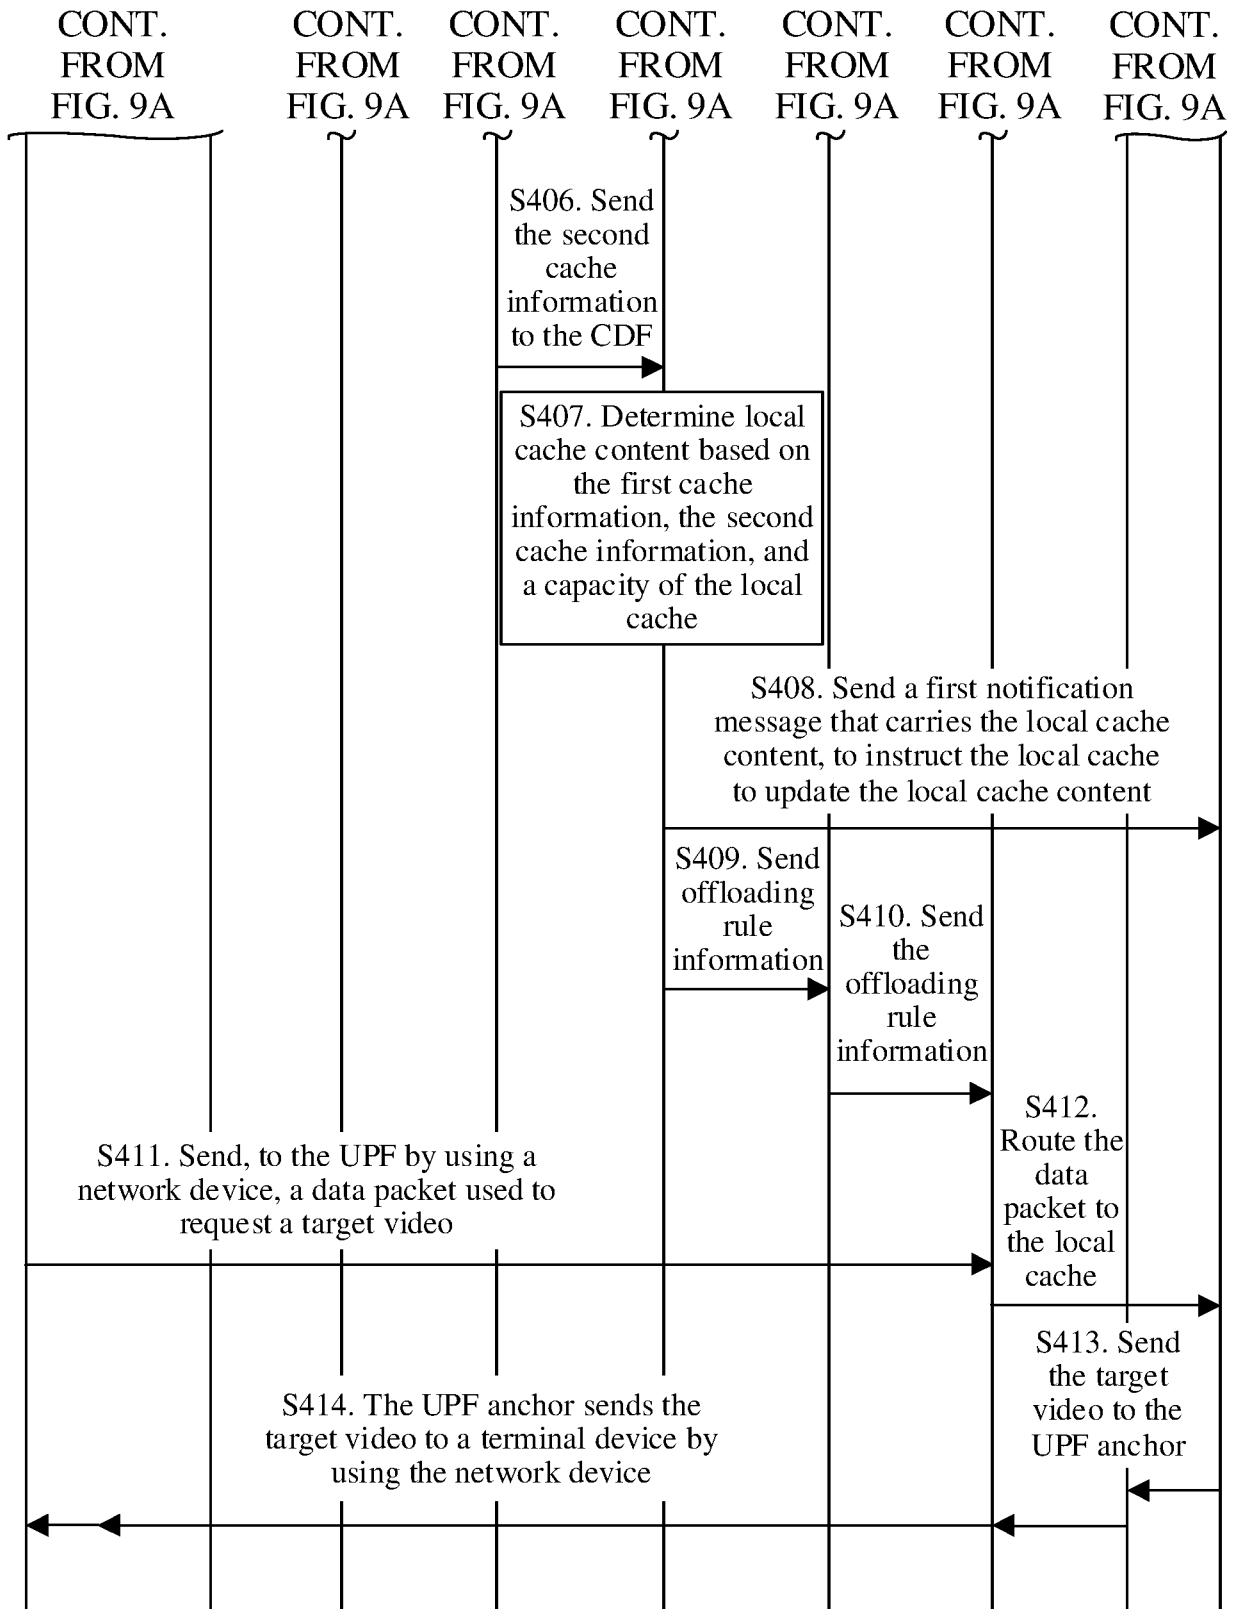 CONT. FROM FIG. 9A
CONT. FROM FIG. 9A
CONT. FROM FIG. 9A
CONT. FROM FIG. 9A
CONT. FROM FIG. 9A
CONT. FROM FIG. 9A
CONT. FROM FIG. 9A
S406. Send
the second
cache
information
to the CDF
S407. Determine local
cache content based on
the first cache
information, the second
cache information, and
a capacity of the local
cache
S408. Send a first notification
message that carries the local cache
content, to instruct the local cache
to update the local cache content
S409. Send
offloading
rule
information
S410. Send
the
offloading
rule
information
S411. Send, to the UPF by using a
network device, a data packet used to
request a target video
S412.
Route the
data
packet to
the local
cache
S413. Send
the target
video to the
UPF anchor
S414. The UPF anchor sends the
target video to a terminal device by
using the network device